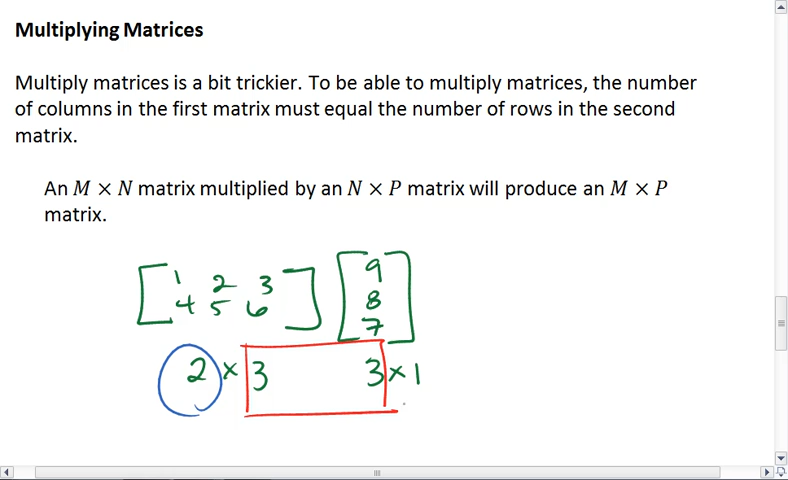 Multiplying Matrices
Multiply matrices is a bit trickier. To be able to multiply matrices, the number
of columns in the first matrix must equal the number of rows in the second
matrix.
An M × N matrix multiplied by an N × P matrix will produce an M × P
matrix.
1 2 3 9
4 5 6 8
7
2 × 3 3 × 1